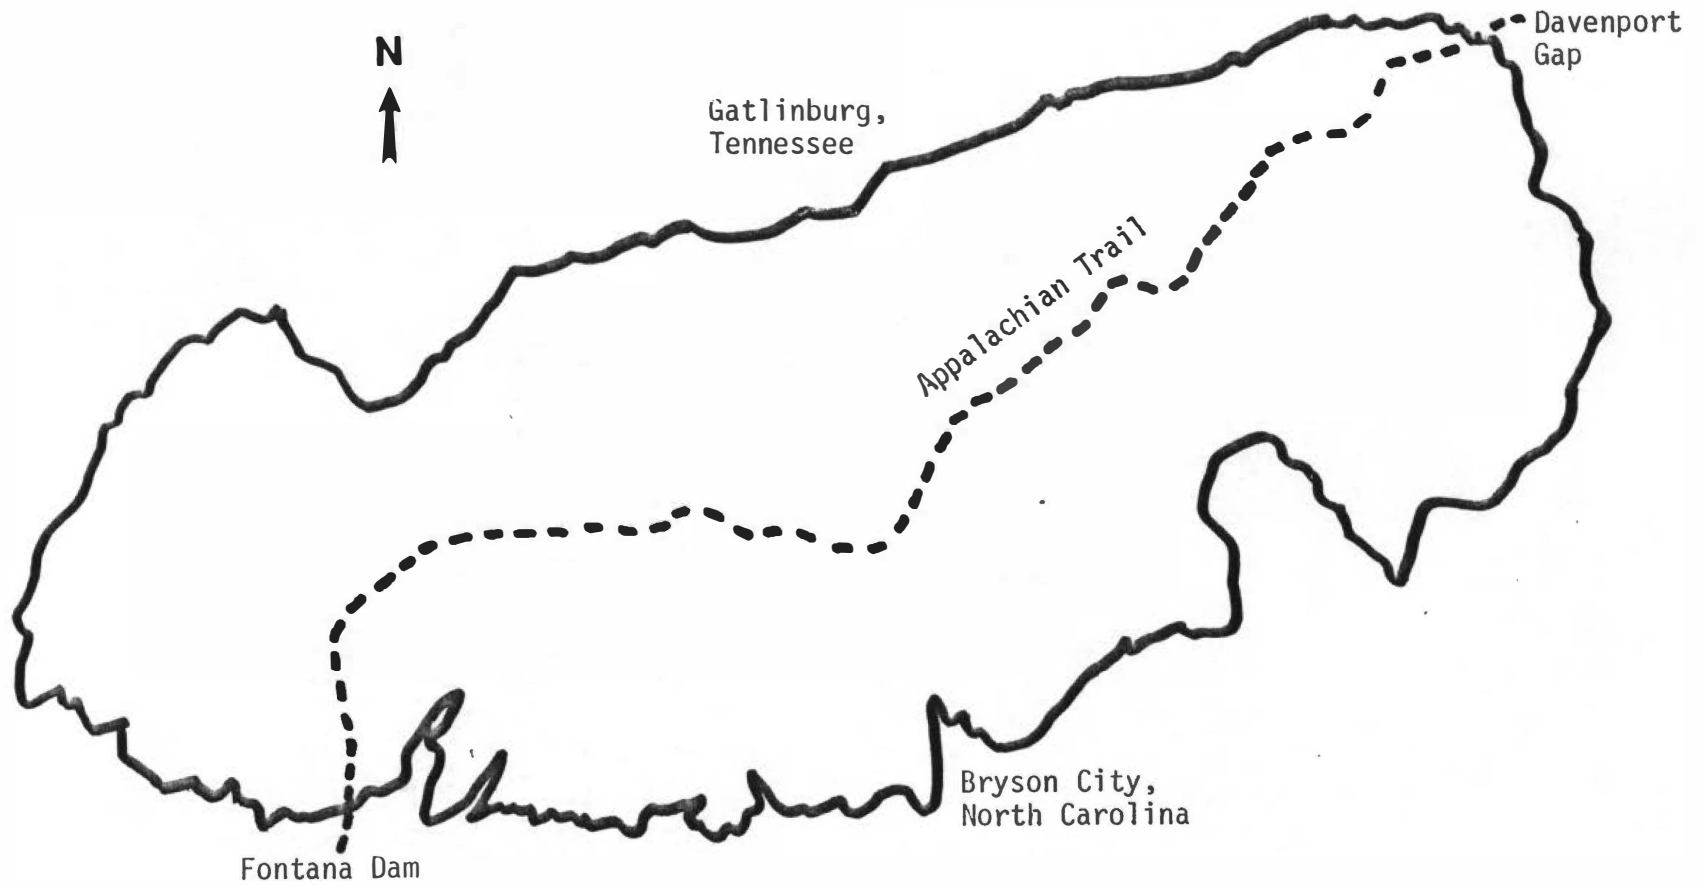 N
Davenport
Gap
Gatlinburg,
Tennessee
Appalachian Trail
Bryson City,
North Carolina
Fontana Dam